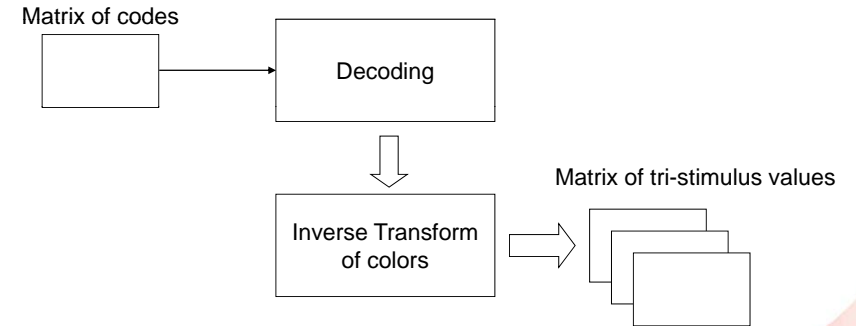 Matrix of codes
Decoding
Matrix of tri-stimulus values
Inverse Transform
of colors